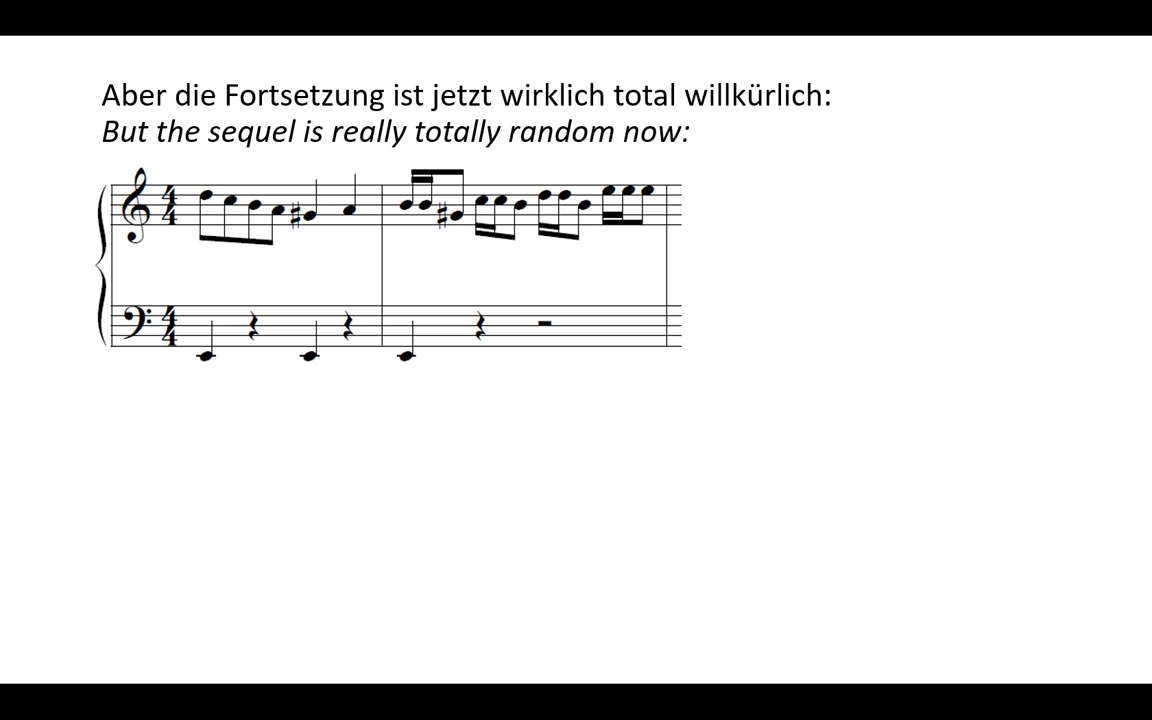 Aber die Fortsetzung ist jetzt wirklich total willkürlich:
But the sequel is really totally random now: